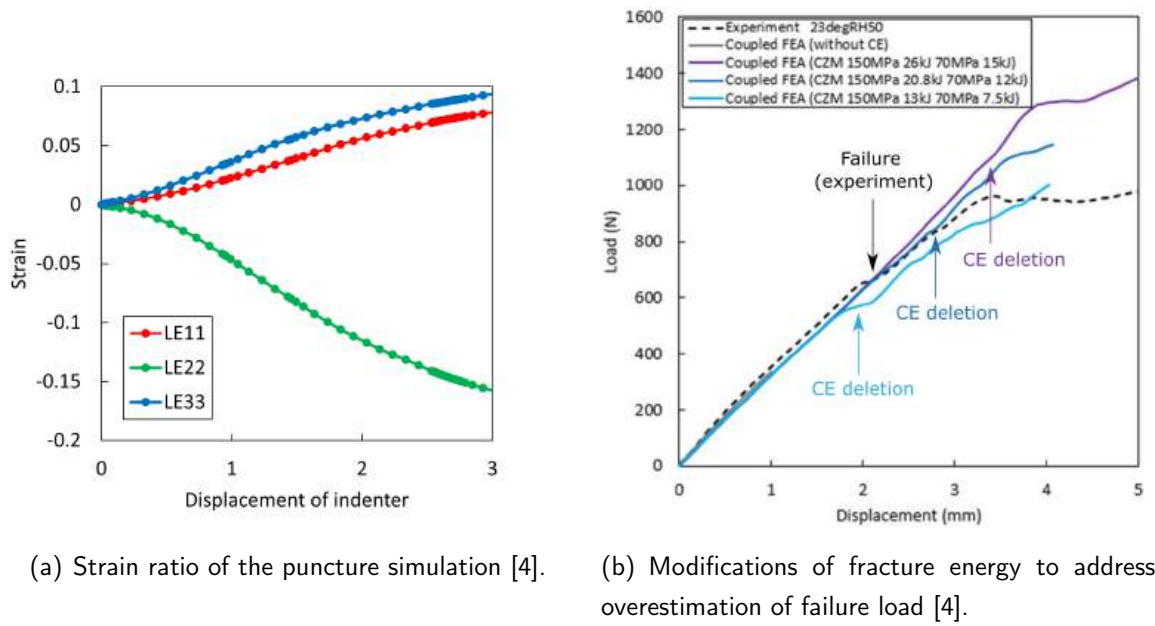 0.1
0.05
0
-0.05
-0.1
-0.15
-0.2
Strain
LE11
LE22
LE33
0 1 2 3
Displacement of indenter
(a) Strain ratio of the puncture simulation [4].
1600
1400
1200
1000
800
600
400
200
0
Load (N)
Experiment 23degRH50
Coupled FEA (without CE)
Coupled FEA (CZM 150MPa 26kJ 70MPa 15kJ)
Coupled FEA (CZM 150MPa 20.8kJ 70MPa 12kJ)
Coupled FEA (CZM 150MPa 13kJ 70MPa 7.5kJ)
Failure
(experiment)
CE deletion
CE deletion
CE deletion
0 1 2 3 4 5
Displacement (mm)
(b) Modifications of fracture energy to address
overestimation of failure load [4].